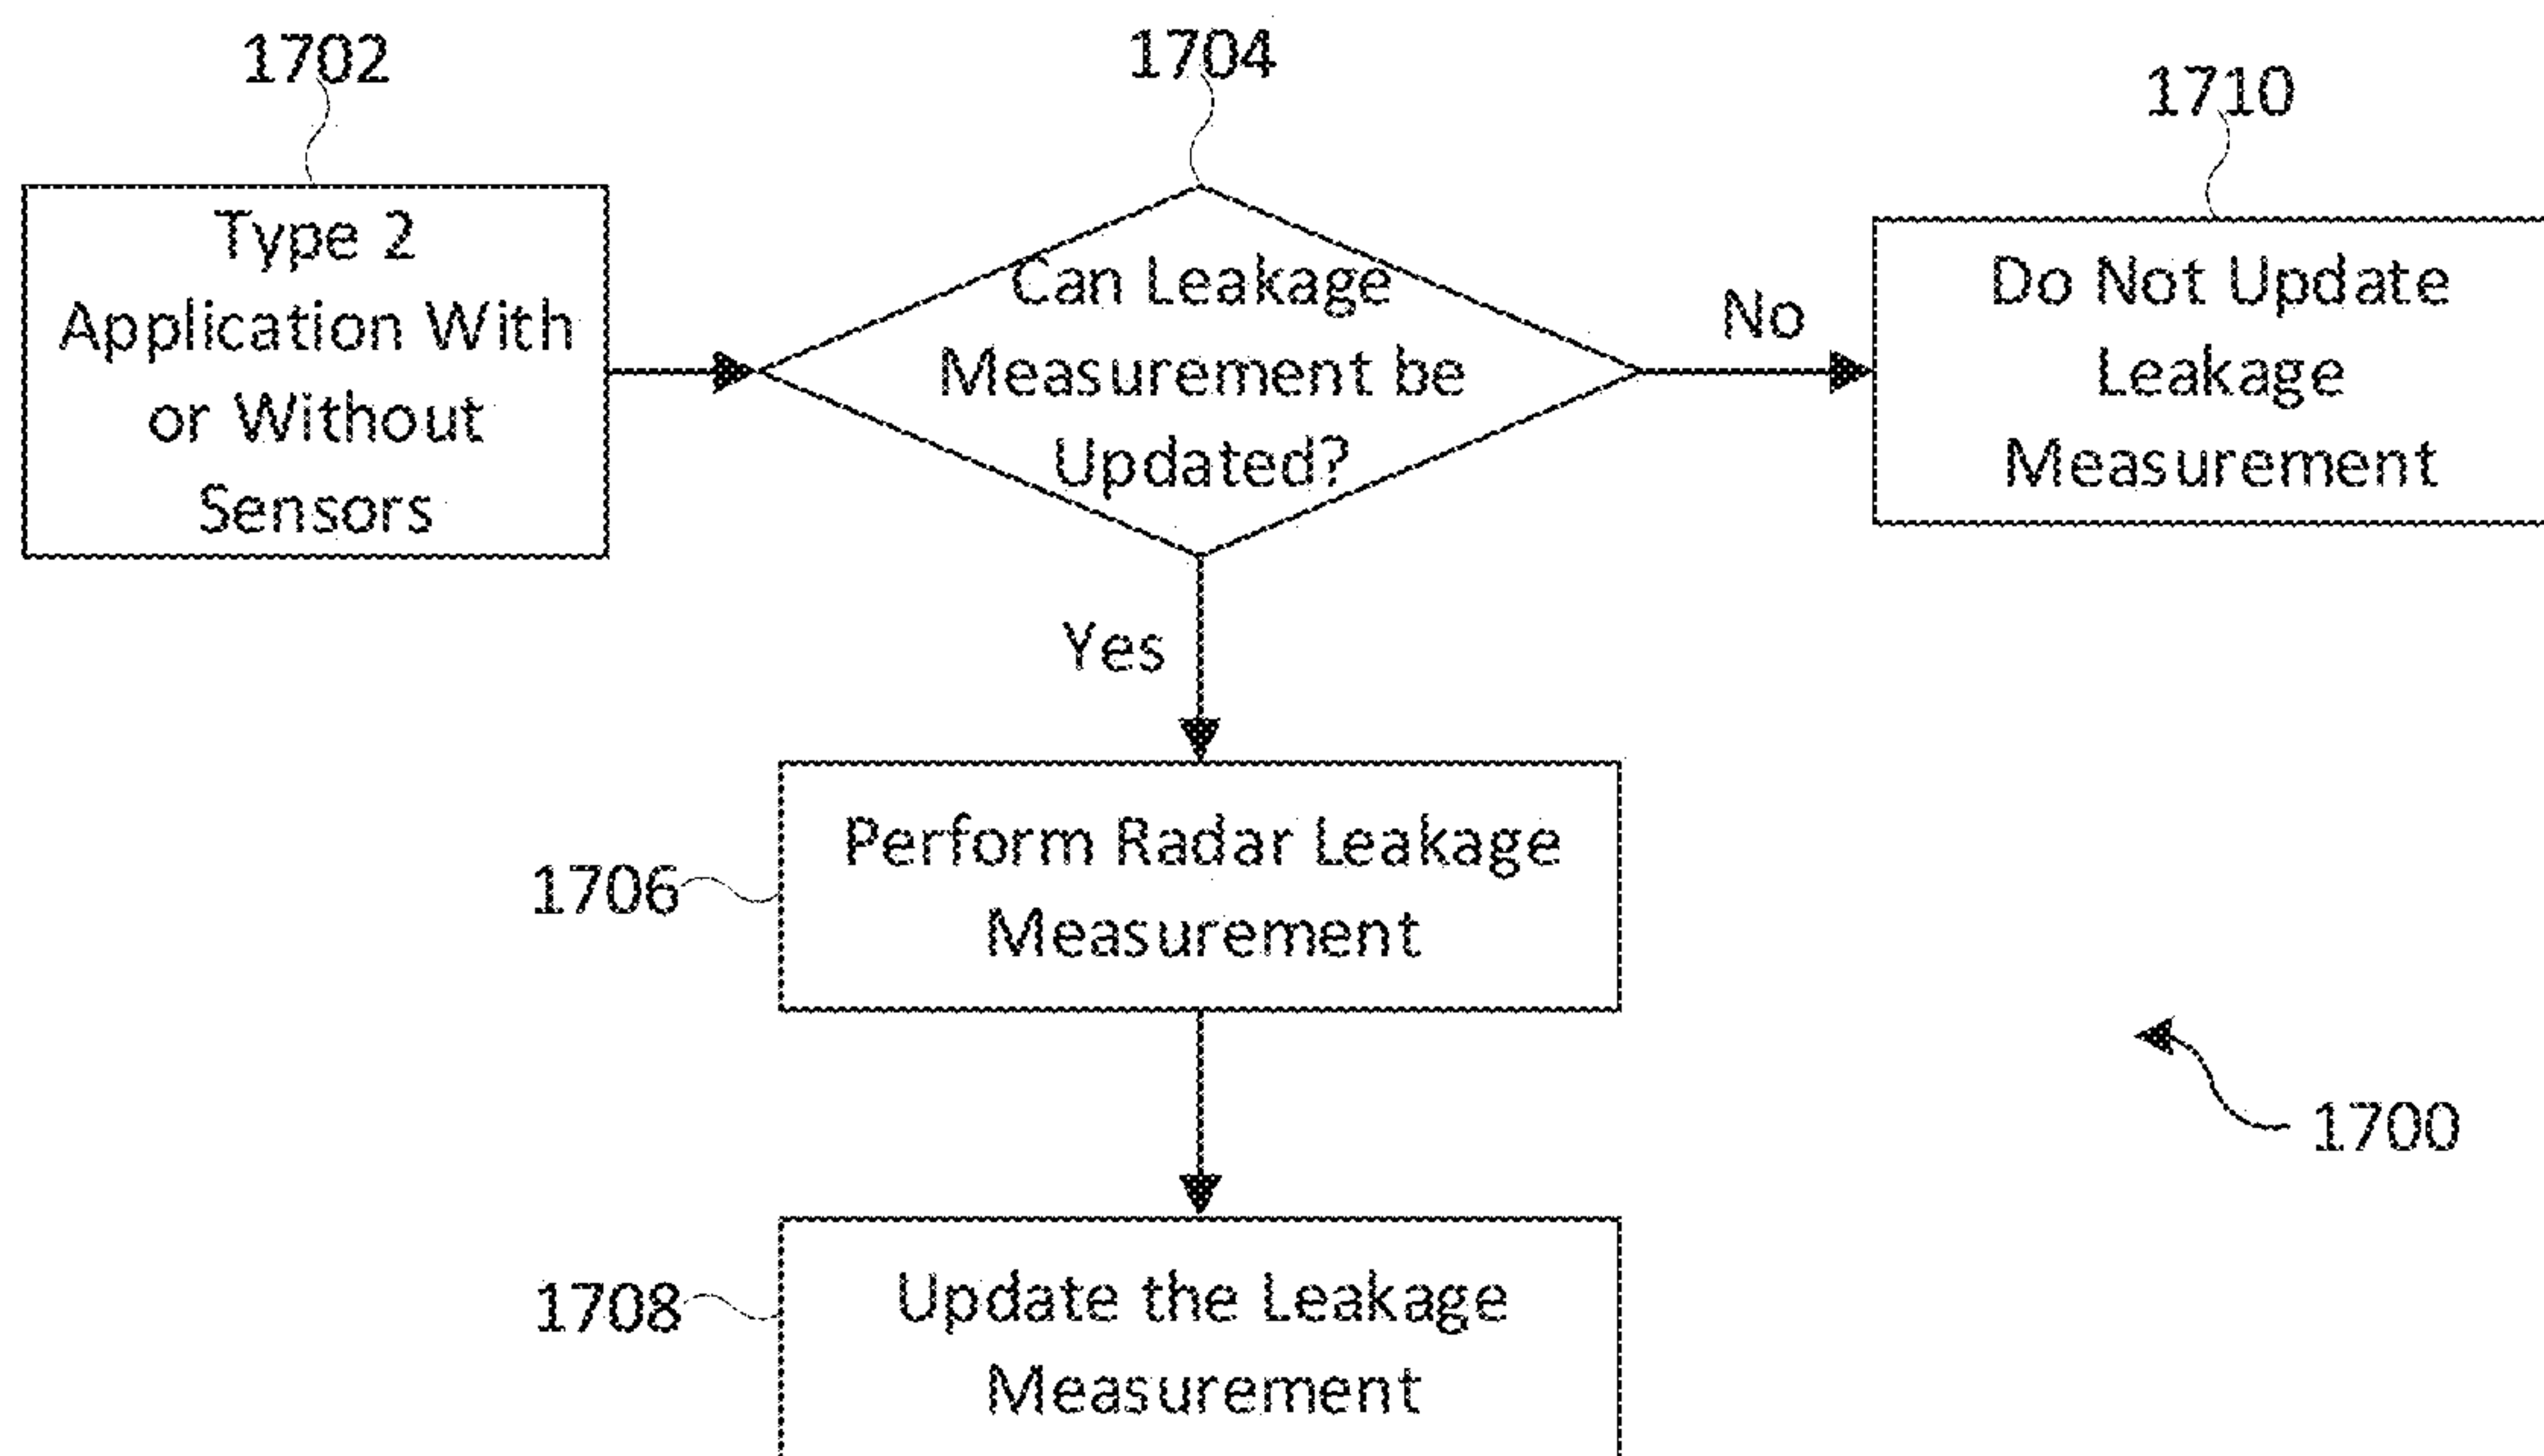 1702
1704
1710
Type 2
Application With
or Without
Sensors
Can Leakage
Measurement be
Updated?
No
Do Not Update
Leakage
Measurement
Yes
1706
Perform Radar Leakage
Measurement
1700
1708
Update the Leakage
Measurement